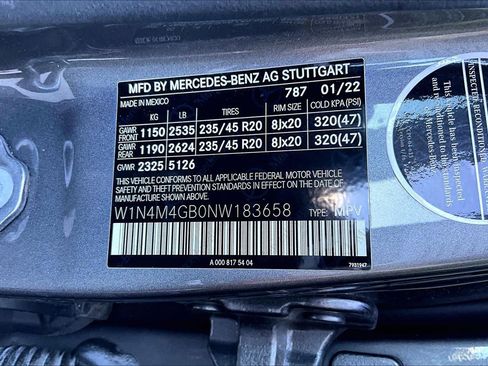 MFD BY MERCEDES-BENZ AG STUTTGART
MADE IN MEXICO 787 01/22
KG LB TIRES RIM SIZE COLD KPA(PSI)
GAWR FRONT 1150 2535 235/45 R20 8Jx20 320(47)
GAWR REAR 1190 2624 235/45 R20 8Jx20 320(47)
GVWR 2325 5126
THIS VEHICLE CONFORMS TO ALL APPLICABLE FEDERAL MOTOR VEHICLE
SAFETY AND THEFT PREVENTION STANDARDS IN EFFECT ON THE
DATE OF MANUFACTURE SHOWN ABOVE.
W1N4M4GB0NW183658 TYPE: MPV
A 000 817 54 04
7931947